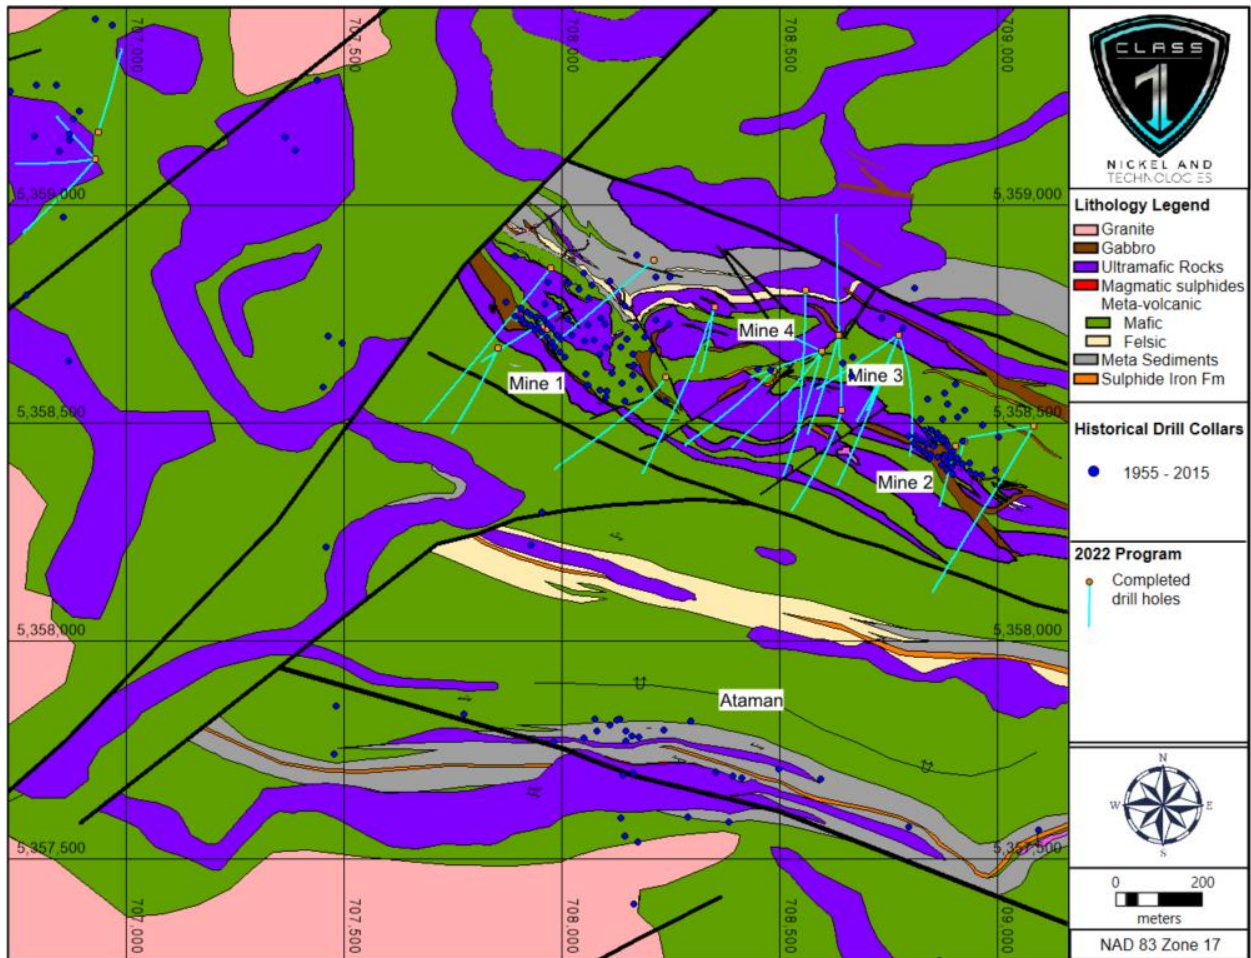 707,000
707,500
708,000
708,500
709,000
5,359,000
5,358,500
5,358,000
5,357,500
Mine 4
Mine 1
Mine 3
Mine 2
Ataman
707,000
707,500
708,000
708,500
709,000
5,359,000
5,358,500
5,358,000
5,357,500
CLASS
1
NICKEL AND
TECHNOLOGIES
Lithology Legend
Granite
Gabbro
Ultramafic Rocks
Magmatic sulphides
Meta-volcanic
Mafic
Felsic
Meta Sediments
Sulphide Iron Fm
Historical Drill Collars
1955 - 2015
2022 Program
Completed
drill holes
N
W
E
S
0 200
meters
NAD 83 Zone 17